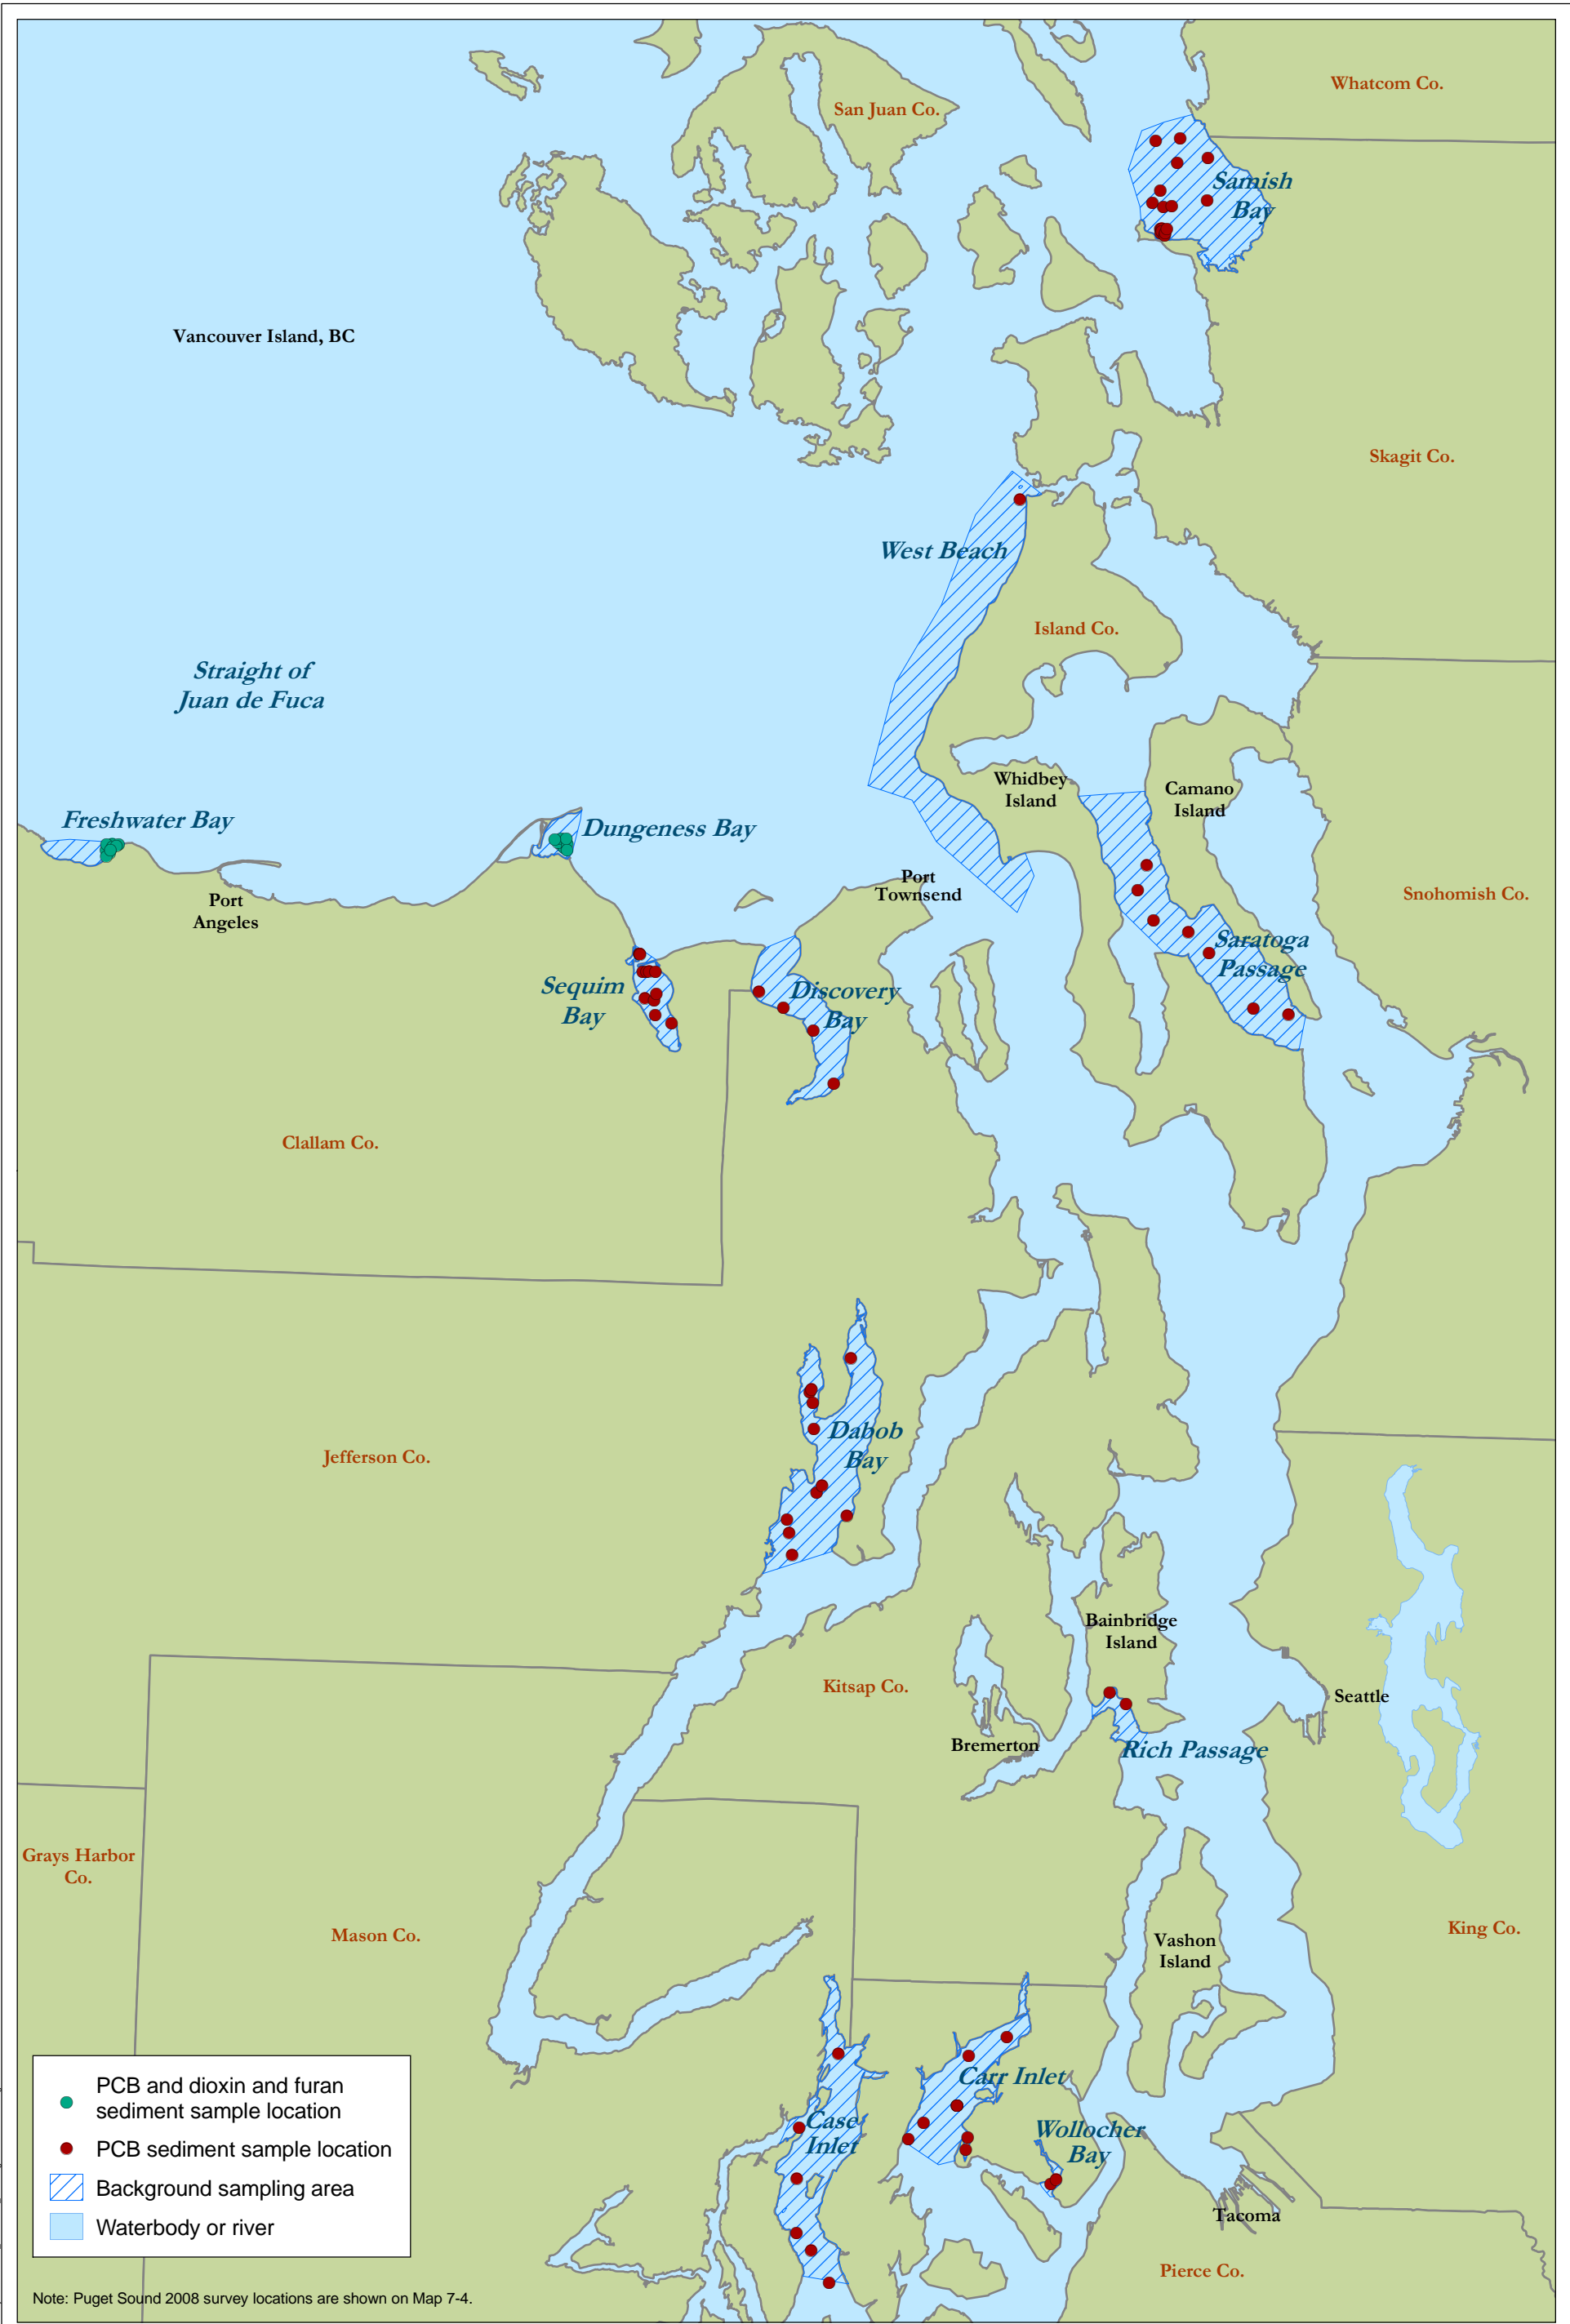 Whatcom Co.
San Juan Co.
Samish
Bay
Vancouver Island, BC
Skagit Co.
West Beach
Island Co.
Straight of
Juan de Fuca
Whidbey
Island
Camano
Island
Freshwater Bay
Dungeness Bay
Port
Townsend
Port
Angeles
Snohomish Co.
Saratoga
Passage
Sequim
Bay
Discovery
Bay
Clallam Co.
Dabob
Bay
Jefferson Co.
Bainbridge
Island
Kitsap Co.
Seattle
Bremerton
Rich Passage
Grays Harbor
Co.
Mason Co.
King Co.
Vashon
Island
Carr Inlet
Case
Inlet
Wollocher
Bay
Tacoma
Pierce Co.
PCB and dioxin and furan
sediment sample location
PCB sediment sample location
Background sampling area
Waterbody or river
Note: Puget Sound 2008 survey locations are shown on Map 7-4.